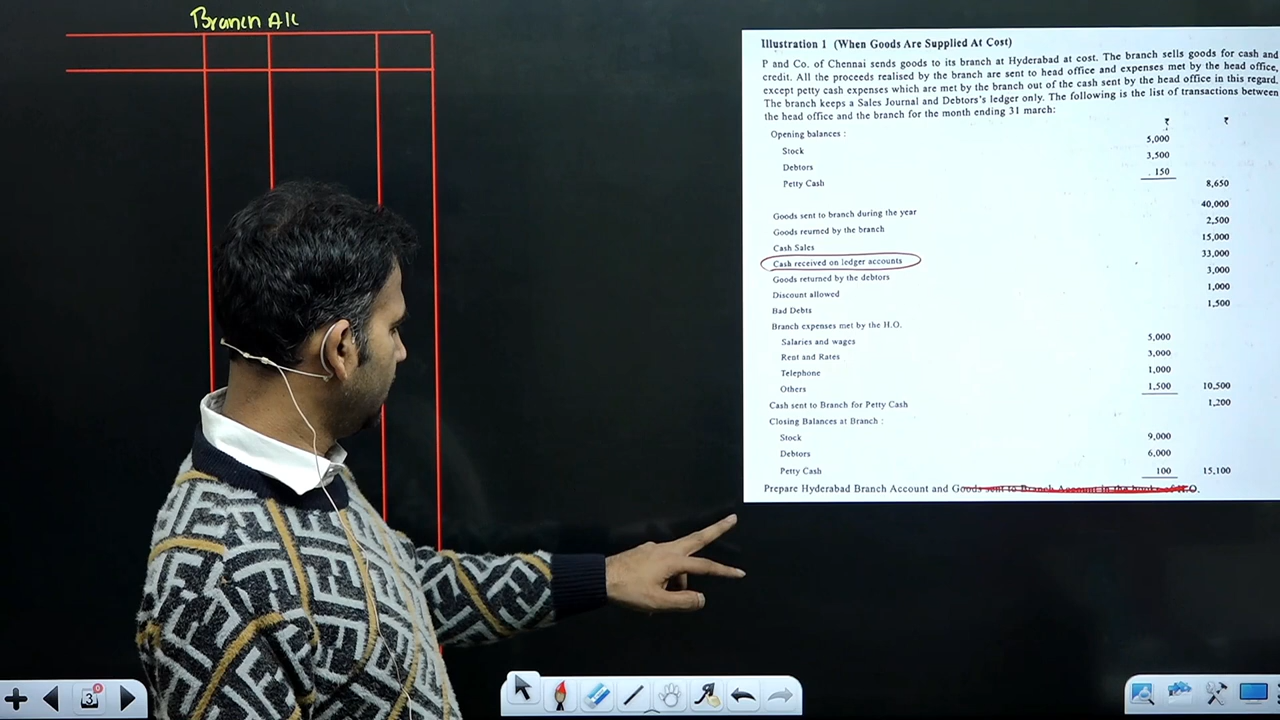 Branch A/c
Illustration 1 (When Goods Are Supplied At Cost)
P and Co. of Chennai sends goods to its branch at Hyderabad at cost. The branch sells goods for cash and
credit. All the proceeds realised by the branch are sent to head office and expenses met by the head office,
except petty cash expenses which are met by the branch out of the cash sent by the head office in this regard.
The branch keeps a Sales Journal and Debtors's ledger only. The following is the list of transactions between
the head office and the branch for the month ending 31 march:
₹ ₹
Opening balances :
Stock 5,000
Debtors 3,500
Petty Cash 150 8,650
Goods sent to branch during the year 40,000
Goods reurned by the branch 2,500
Cash Sales 15,000
Cash received on ledger accounts 33,000
Goods returned by the debtors 3,000
Discount allowed 1,000
Bad Debts 1,500
Branch expenses met by the H.O.
Salaries and wages 5,000
Rent and Rates 3,000
Telephone 1,000
Others 1,500 10,500
Cash sent to Branch for Petty Cash 1,200
Closing Balances at Branch :
Stock 9,000
Debtors 6,000
Petty Cash 100 15,100
Prepare Hyderabad Branch Account and Goods sent to Branch Account in the books of H.O.
3